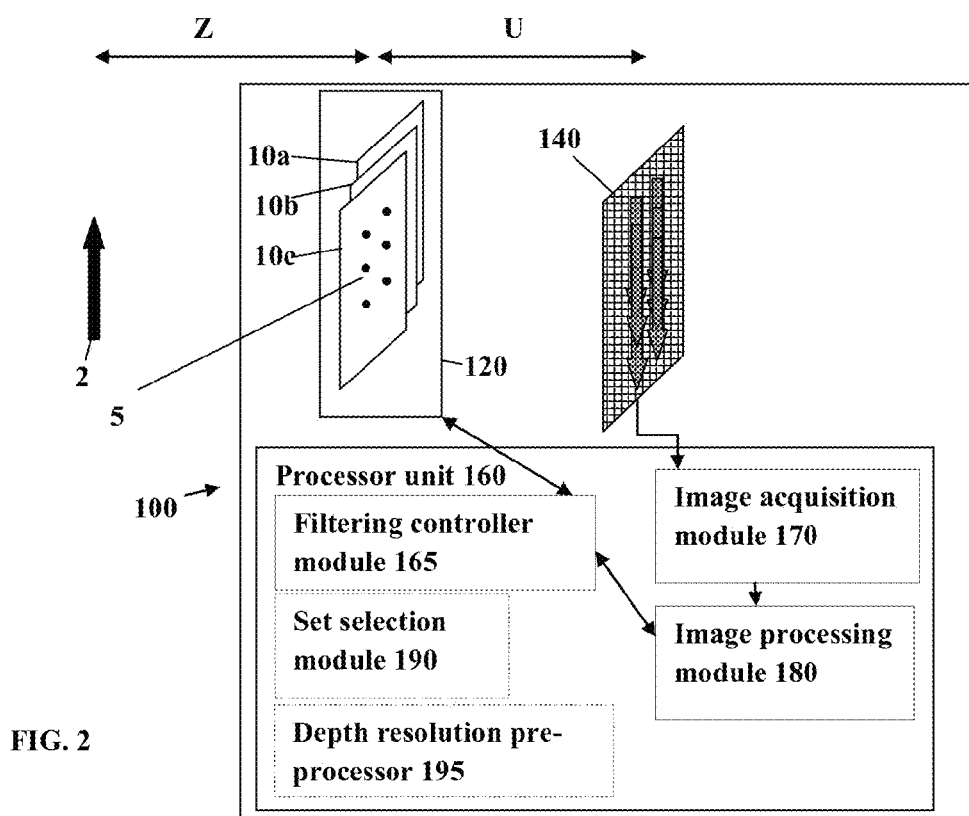 Z
U
10a
10b
10c
140
2
5
120
100
Processor unit 160
Filtering controller
module 165
Image acquisition
module 170
Set selection
module 190
Image processing
module 180
Depth resolution pre-
processor 195
FIG. 2